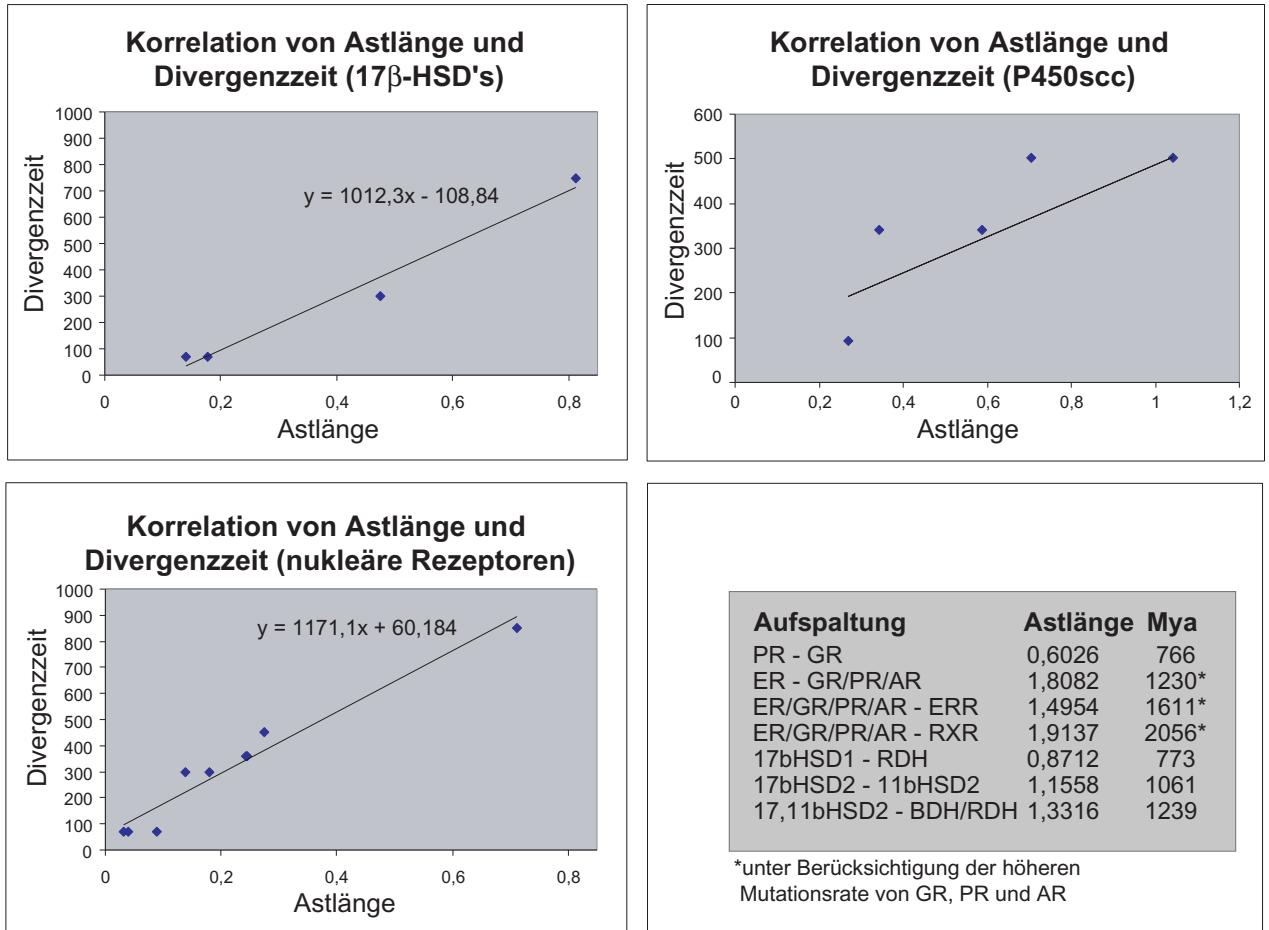 Korrelation von Astlänge und
Divergenzzeit (17β-HSD's)
1000
900
800
700
600
500
400
300
200
100
0
Divergenzzeit
y = 1012,3x - 108,84
0 0,2 0,4 0,6 0,8
Astlänge
Korrelation von Astlänge und
Divergenzzeit (P450scc)
600
500
400
300
200
100
0
Divergenzzeit
0 0,2 0,4 0,6 0,8 1 1,2
Astlänge
Korrelation von Astlänge und
Divergenzzeit (nukleäre Rezeptoren)
1000
900
800
700
600
500
400
300
200
100
0
Divergenzzeit
y = 1171,1x + 60,184
0 0,2 0,4 0,6 0,8
Astlänge
Aufspaltung Astlänge Mya
PR - GR 0,6026 766
ER - GR/PR/AR 1,8082 1230*
ER/GR/PR/AR - ERR 1,4954 1611*
ER/GR/PR/AR - RXR 1,9137 2056*
17bHSD1 - RDH 0,8712 773
17bHSD2 - 11bHSD2 1,1558 1061
17,11bHSD2 - BDH/RDH 1,3316 1239
*unter Berücksichtigung der höheren
Mutationsrate von GR, PR und AR